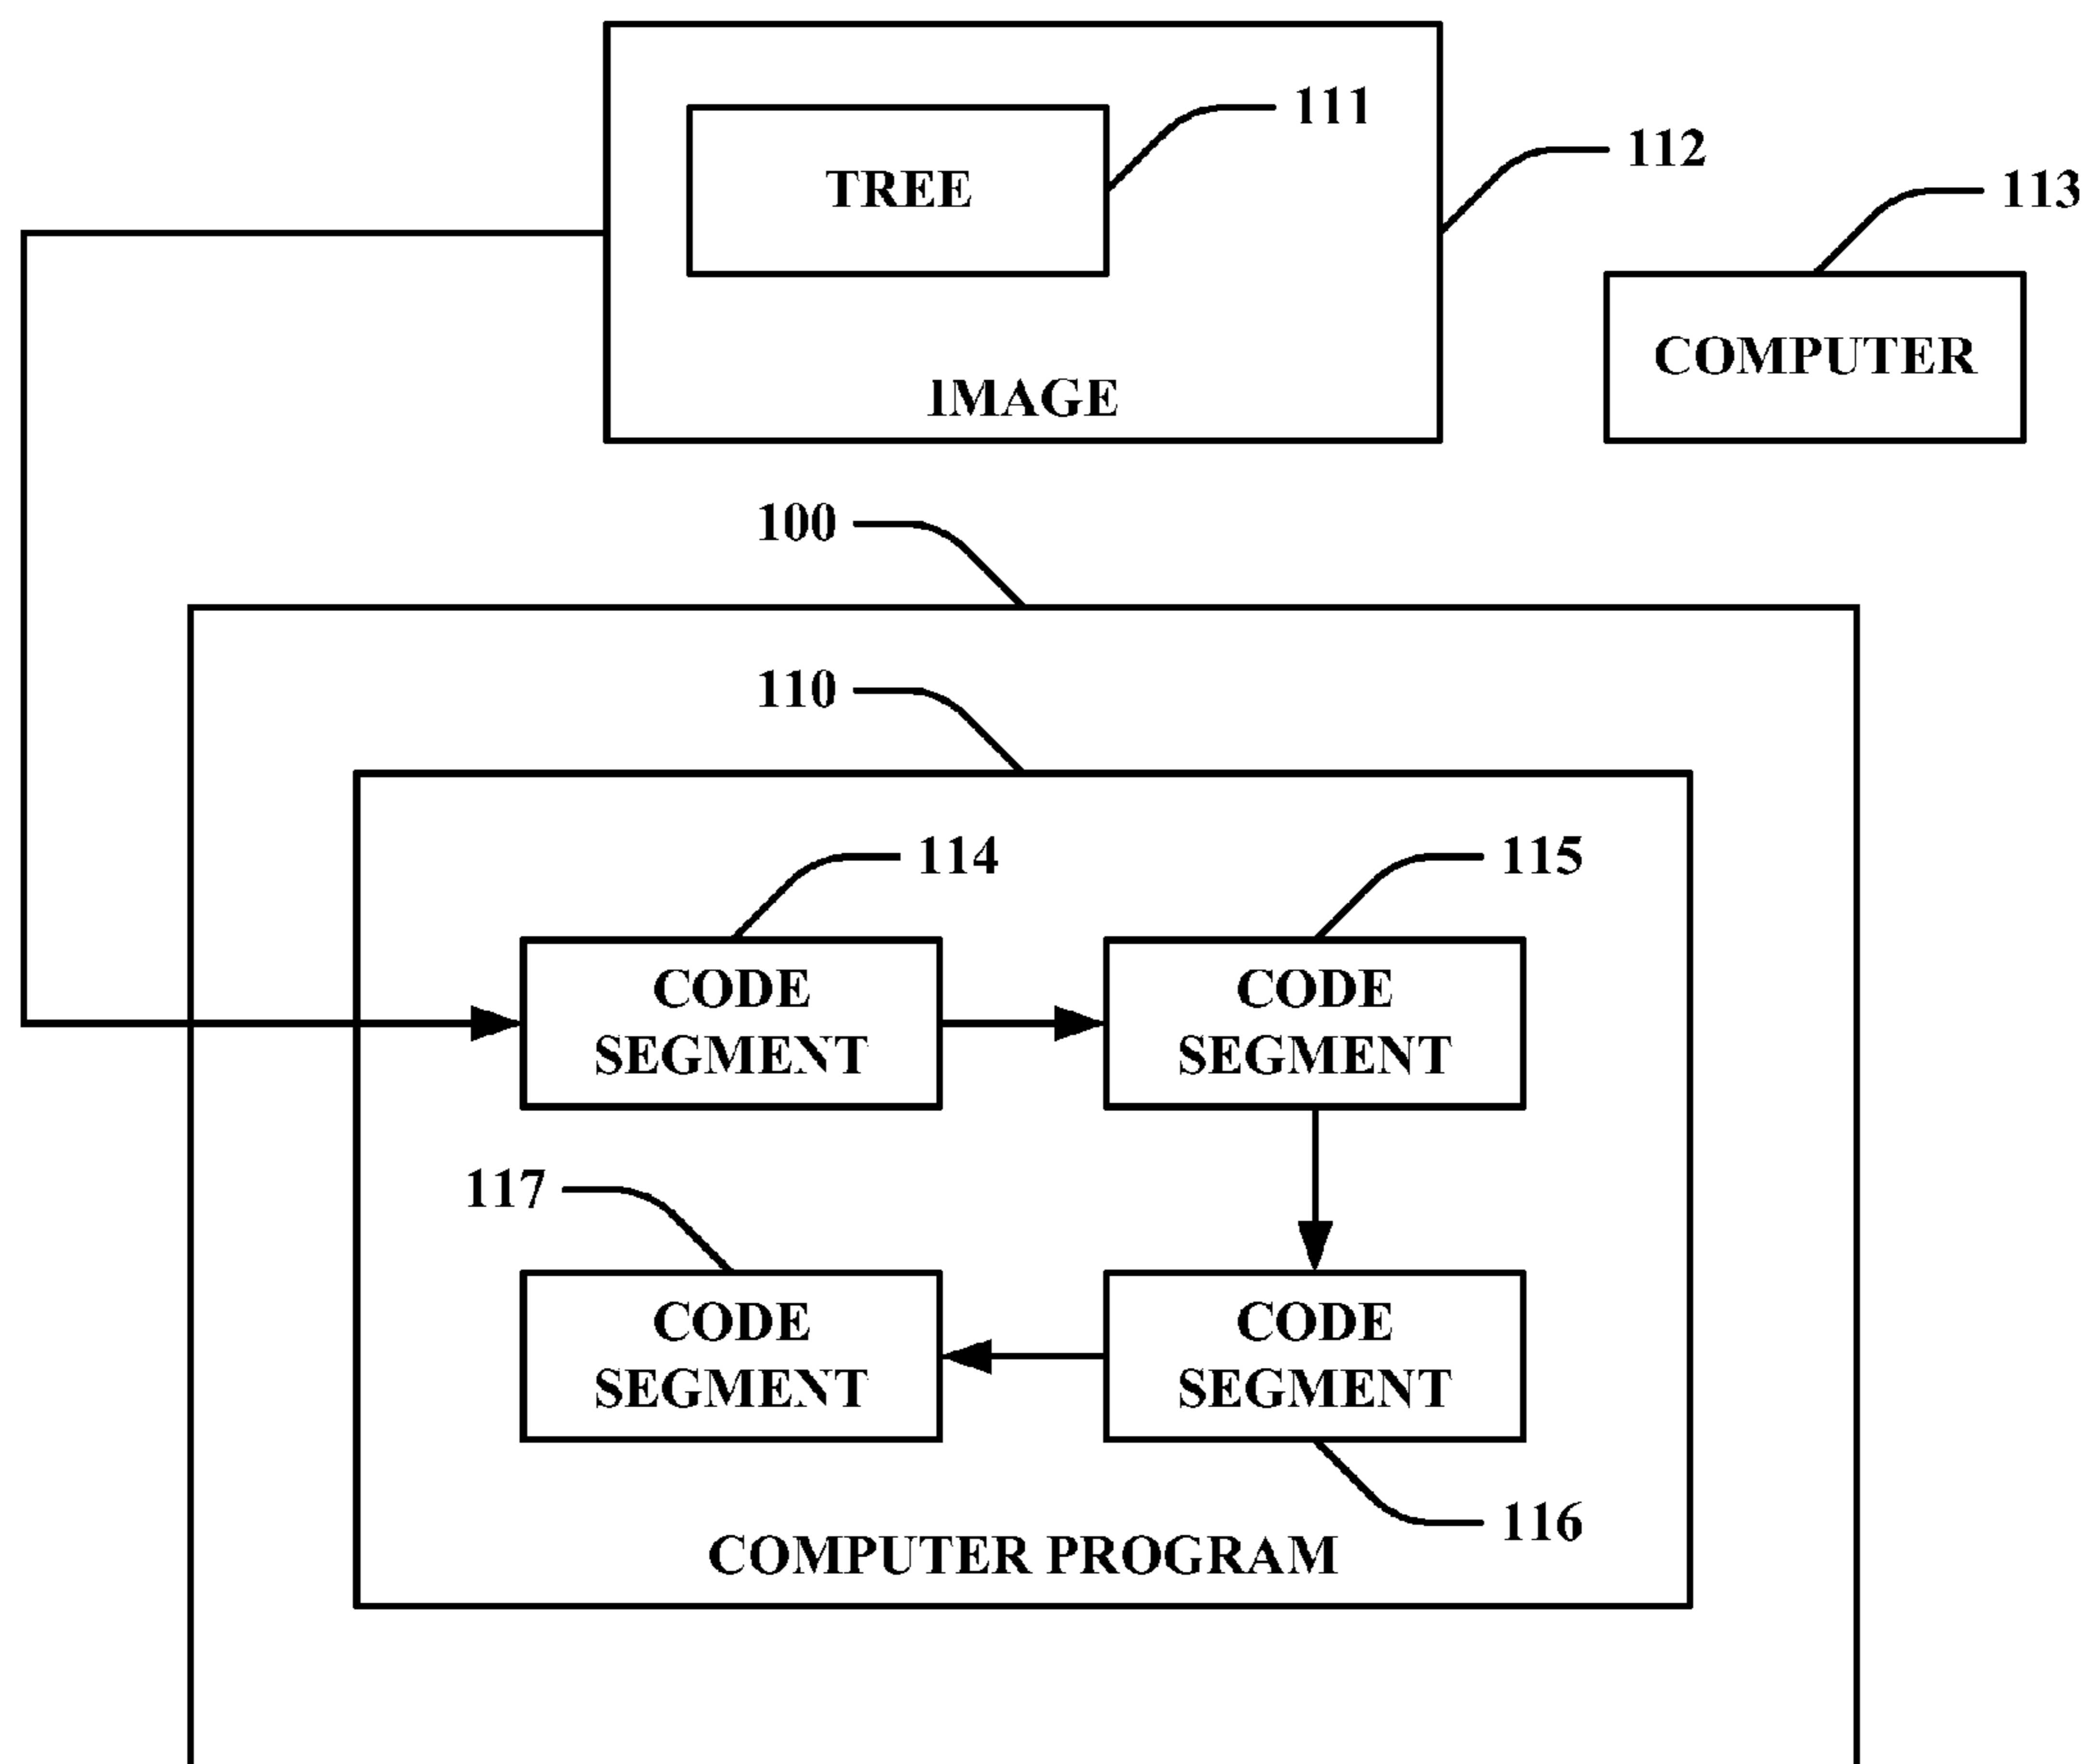 111
TREE
112
113
IMAGE
COMPUTER
100
110
114
115
CODE
SEGMENT
CODE
SEGMENT
117
CODE
SEGMENT
CODE
SEGMENT
116
COMPUTER PROGRAM